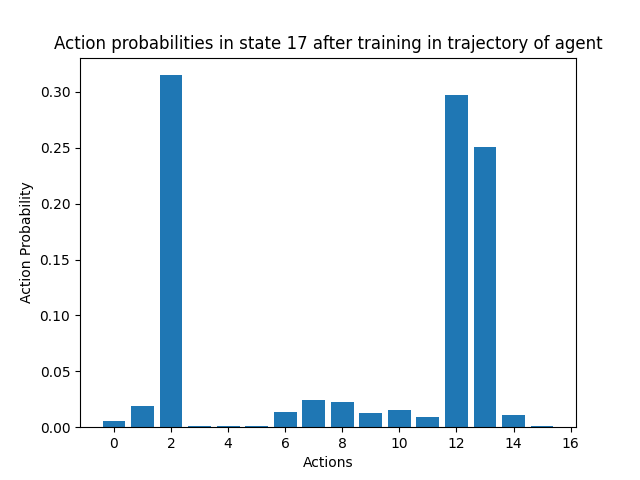 Action probabilities in state 17 after training in trajectory of agent
0.30
0.25
0.20
0.15
0.10
0.05
0.00
Action Probability
0 2 4 6 8 10 12 14 16
Actions